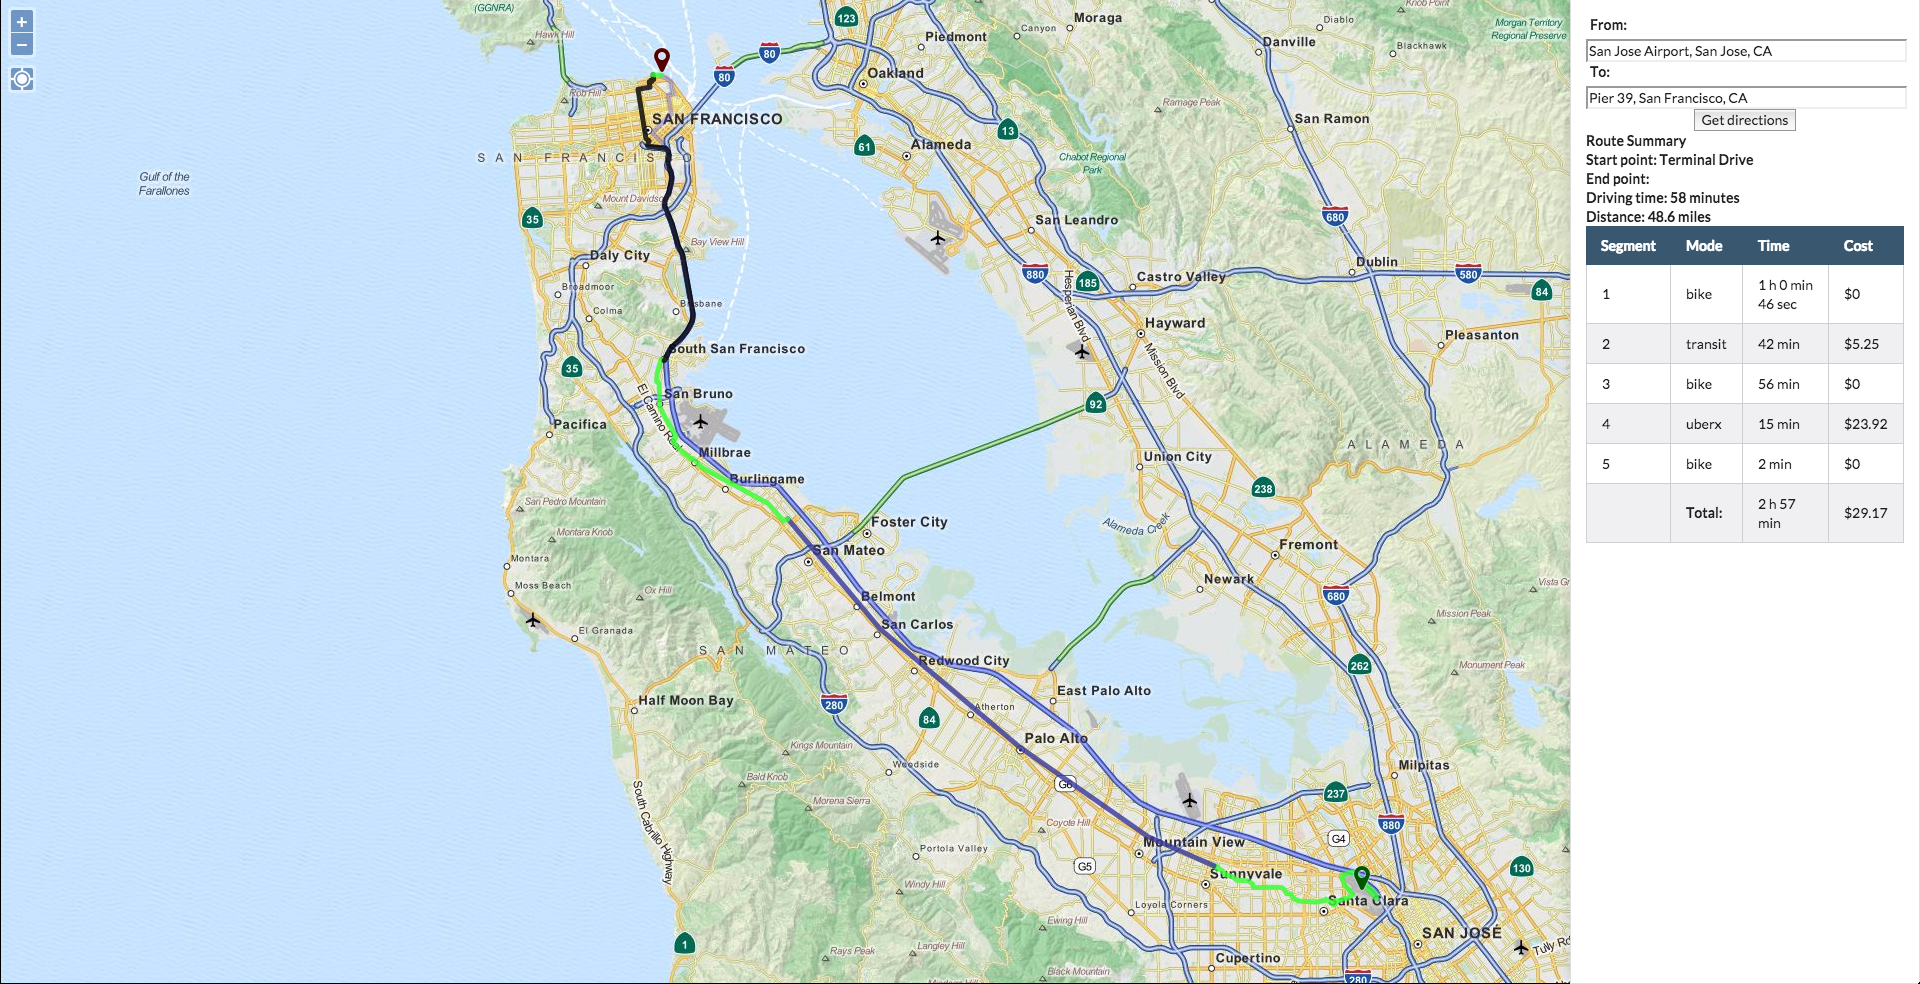 From:
San Jose Airport, San Jose, CA
To:
Pier 39, San Francisco, CA
Get directions
Route Summary
Start point: Terminal Drive
End point:
Driving time: 58 minutes
Distance: 48.6 miles
Segment Mode Time Cost
1 bike 1 h 0 min 46 sec $0
2 transit 42 min $5.25
3 bike 56 min $0
4 uberx 15 min $23.92
5 bike 2 min $0
Total: 2 h 57 min $29.17
+
−
(GGNRA)
Hawk Hill
123
Moraga
Knob Point
Diablo
Morgan Territory
Regional Preserve
Piedmont
Canyon
Danville
Blackhawk
80
80
Oakland
Rob Hill
Ramage Peak
SAN FRANCISCO
13
San Ramon
61
Alameda
SAN FRANCISCO
Chabot Regional
Park
Gulf of the
Farallones
Mount Davidson
35
San Leandro
680
Bay View Hill
Daly City
880
Dublin
580
Castro Valley
185
84
Broadmoor
Brisbane
Colma
Hesperian Blvd
Hayward
Pleasanton
South San Francisco
35
Mission Blvd
San Bruno
El Camino Real
92
Pacifica
ALAMEDA
Millbrae
Union City
Burlingame
238
San Pedro Mountain
Foster City
Alameda Creek
Montara Knob
Fremont
San Mateo
Montara
Newark
Moss Beach
Ox Hill
Belmont
680
Vista Gr
Mission Peak
San Carlos
El Granada
SAN MATEO
Redwood City
262
Monument Peak
East Palo Alto
Half Moon Bay
280
Atherton
84
Palo Alto
Kings Mountain
Woodside
Milpitas
Bald Knob
G6
237
South Cabrillo Highway
Morena Sierra
Coyote Hill
880
G4
Mountain View
Portola Valley
G5
130
Sunnyvale
Windy Hill
Santa Clara
Loyola Corners
Ewing Hill
SAN JOSE
1
Langley Hill
Rays Peak
Tully Rd
Cupertino
Black Mountain
280